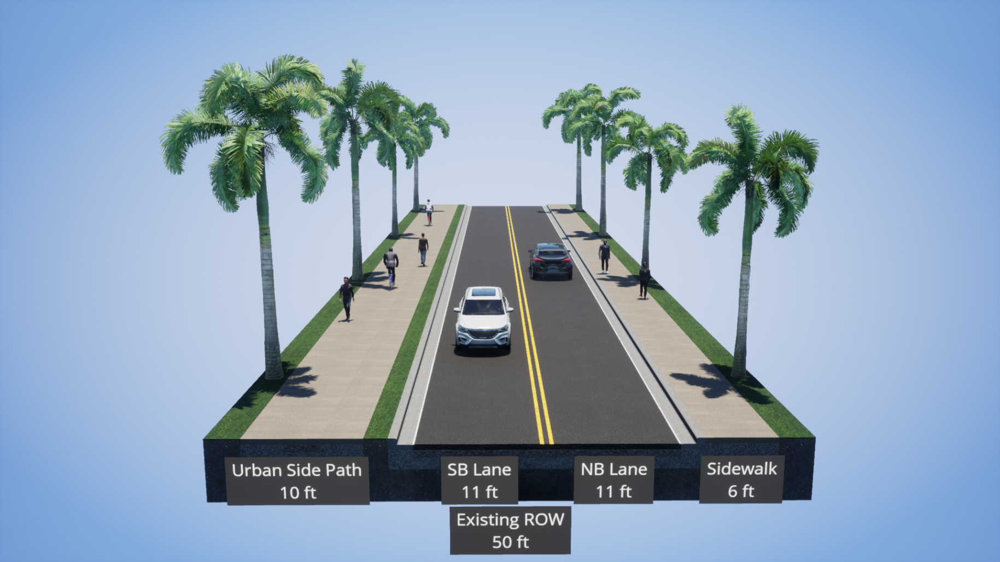 Urban Side Path
10 ft
SB Lane
11 ft
NB Lane
11 ft
Sidewalk
6 ft
Existing ROW
50 ft